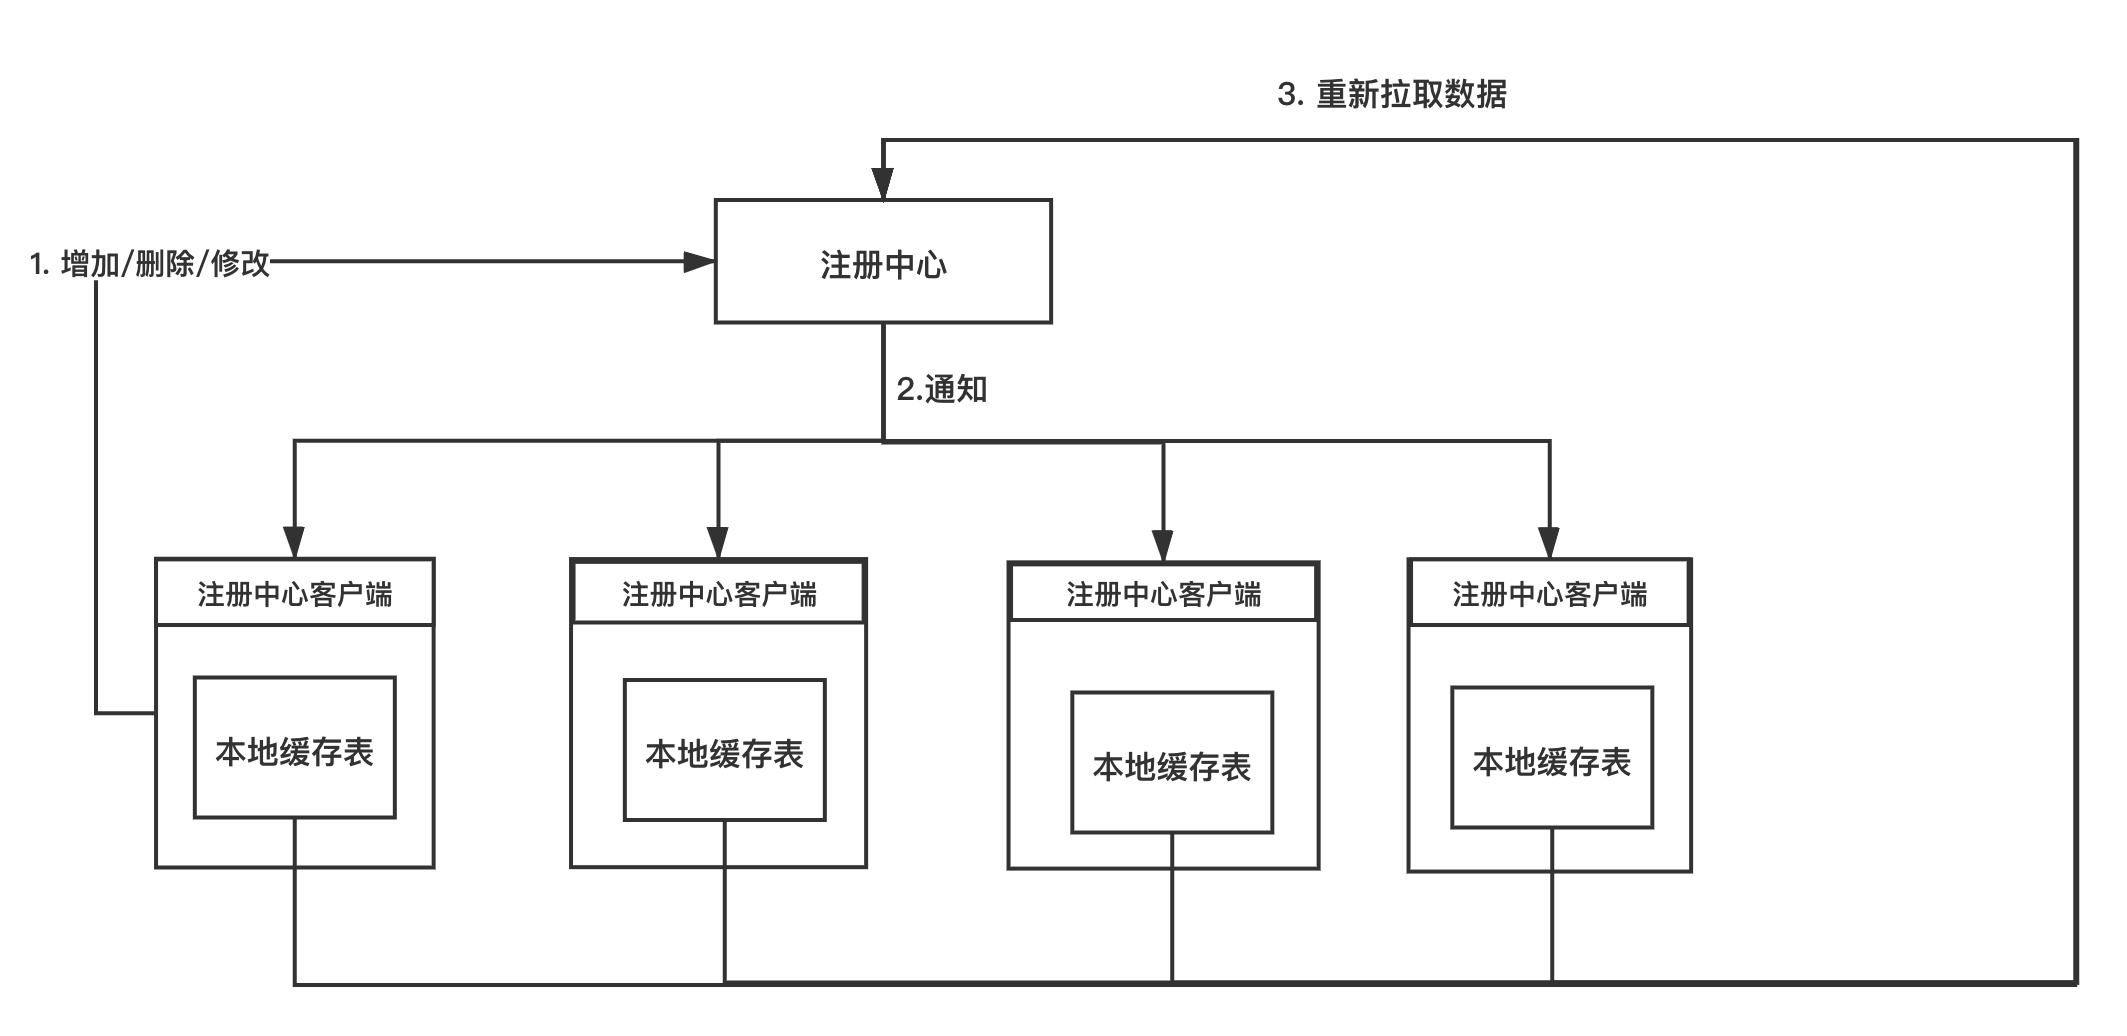 3. 重新拉取数据
1. 增加/删除/修改
注册中心
2.通知
注册中心客户端
注册中心客户端
注册中心客户端
注册中心客户端
本地缓存表
本地缓存表
本地缓存表
本地缓存表